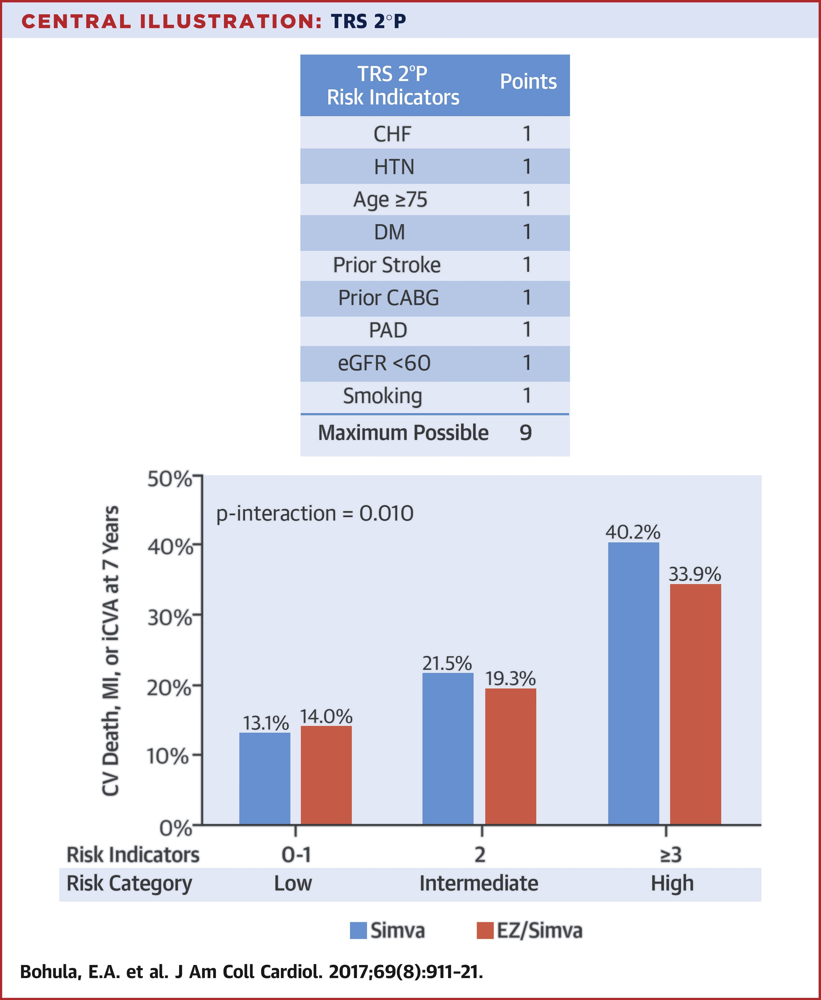 CENTRAL ILLUSTRATION: TRS 2°P
TRS 2°P
Risk Indicators
Points
CHF 1
HTN 1
Age ≥75 1
DM 1
Prior Stroke 1
Prior CABG 1
PAD 1
eGFR <60 1
Smoking 1
Maximum Possible 9
CV Death, MI, or iCVA at 7 Years
50%
40%
30%
20%
10%
0%
p-interaction = 0.010
13.1%
14.0%
21.5%
19.3%
40.2%
33.9%
Risk Indicators 0-1 2 ≥3
Risk Category Low Intermediate High
Simva EZ/Simva
Bohula, E.A. et al. J Am Coll Cardiol. 2017;69(8):911–21.